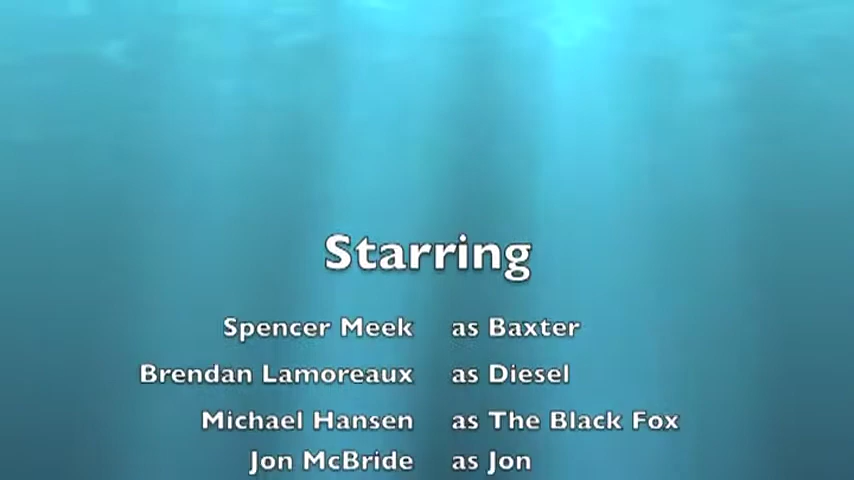 Starring
Spencer Meek as Baxter
Brendan Lamoreaux as Diesel
Michael Hansen as The Black Fox
Jon McBride as Jon